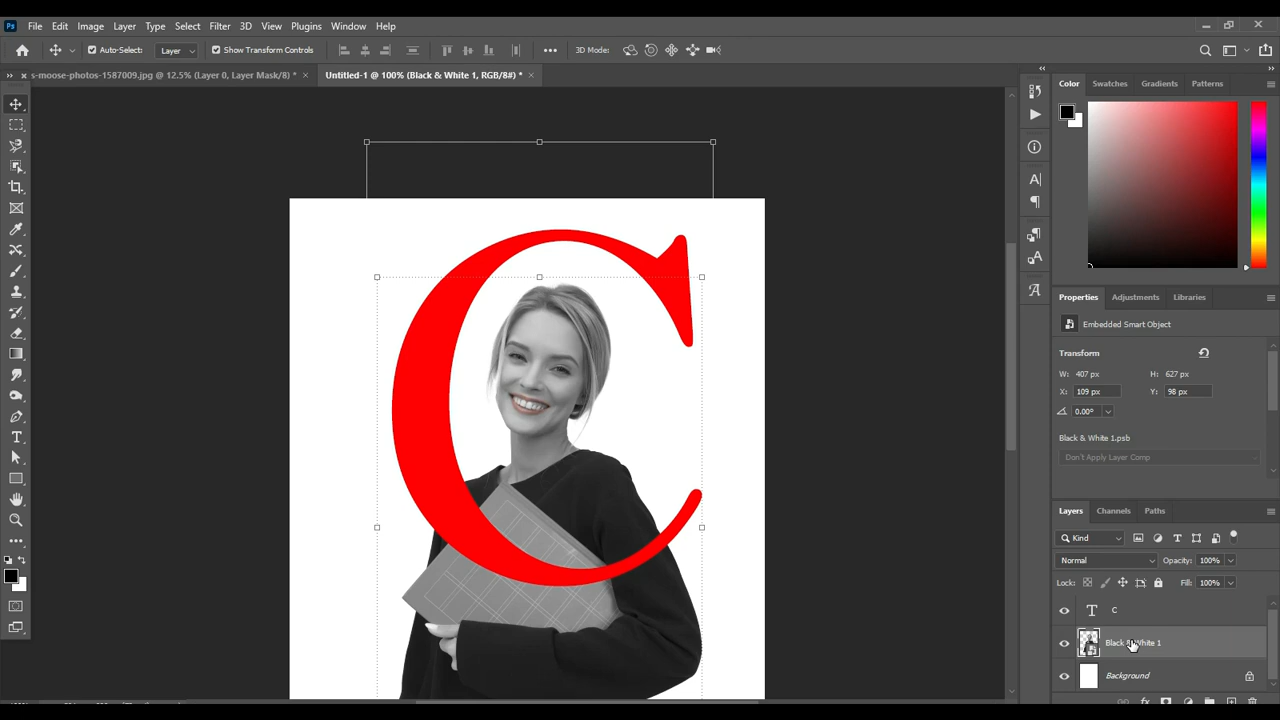 Ps File Edit Image Layer Type Select Filter 3D View Plugins Window Help
Auto-Select: Layer Show Transform Controls 3D Mode:
s-moose-photos-1587009.jpg @ 12.5% (Layer 0, Layer Mask/8) * Untitled-1 @ 100% (Black & White 1, RGB/8#) *
Color Swatches Gradients Patterns
C
Properties Adjustments Libraries
Embedded Smart Object
Transform
W: 407 px H: 627 px
X: 109 px Y: 98 px
0.00°
Black & White 1.psb
Don't Apply Layer Comp
Layers Channels Paths
Kind
Normal Opacity: 100%
Lock: Fill: 100%
T C
Black & White 1
Background